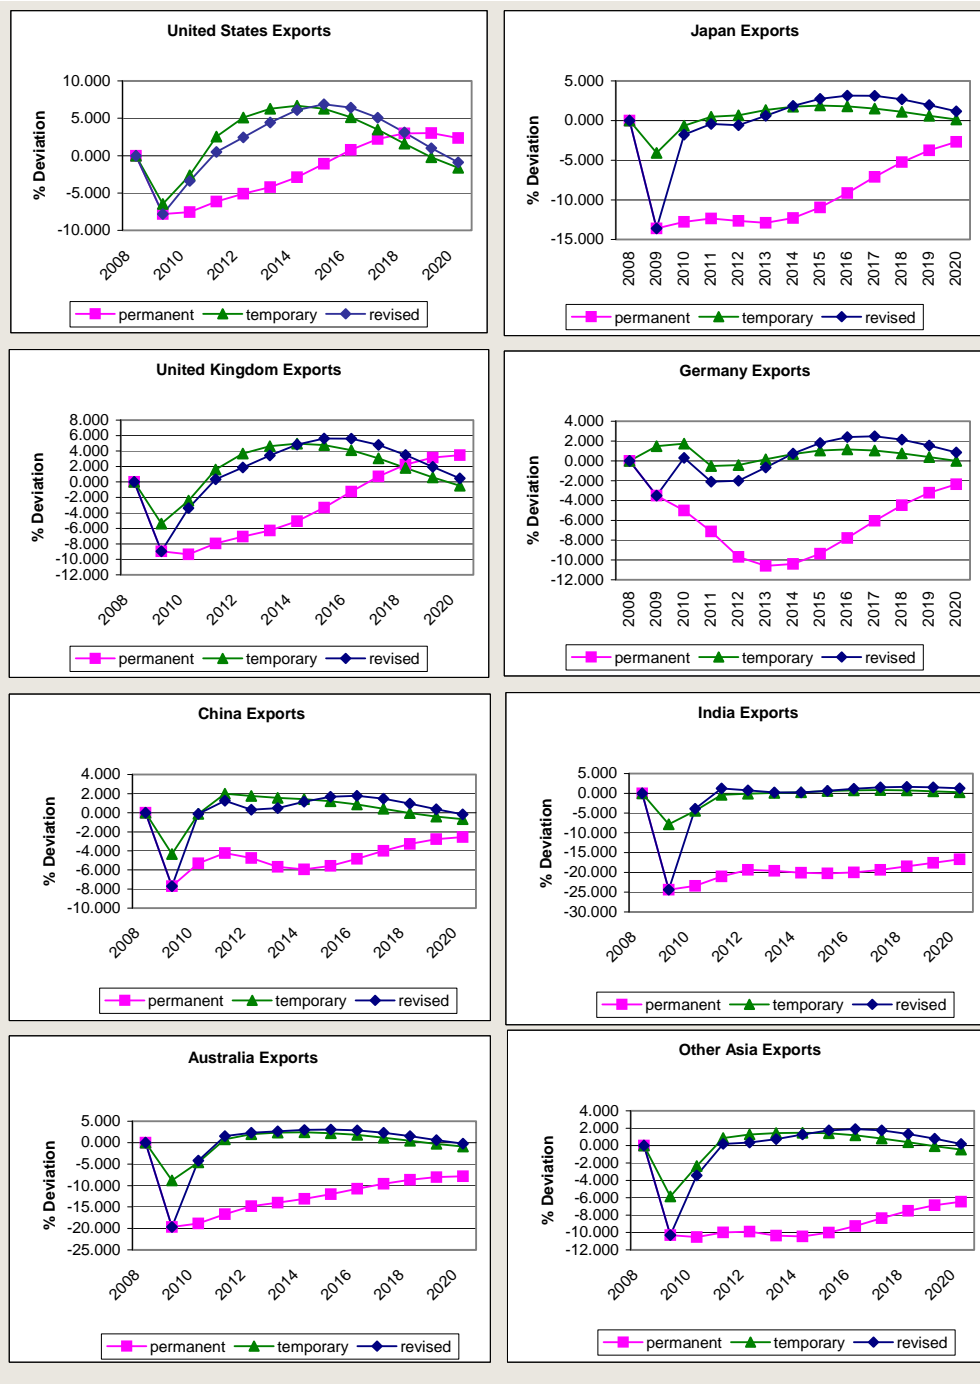 United States Exports
% Deviation
10.000
5.000
0.000
-5.000
-10.000
2008 2010 2012 2014 2016 2018 2020
permanent temporary revised
Japan Exports
% Deviation
5.000
0.000
-5.000
-10.000
-15.000
2008 2009 2010 2011 2012 2013 2014 2015 2016 2017 2018 2019 2020
permanent temporary revised
United Kingdom Exports
% Deviation
8.000
6.000
4.000
2.000
0.000
-2.000
-4.000
-6.000
-8.000
-10.000
-12.000
2008 2010 2012 2014 2016 2018 2020
permanent temporary revised
Germany Exports
% Deviation
4.000
2.000
0.000
-2.000
-4.000
-6.000
-8.000
-10.000
-12.000
2008 2009 2010 2011 2012 2013 2014 2015 2016 2017 2018 2019 2020
permanent temporary revised
China Exports
% Deviation
4.000
2.000
0.000
-2.000
-4.000
-6.000
-8.000
-10.000
2008 2010 2012 2014 2016 2018 2020
permanent temporary revised
India Exports
% Deviation
5.000
0.000
-5.000
-10.000
-15.000
-20.000
-25.000
-30.000
2008 2010 2012 2014 2016 2018 2020
permanent temporary revised
Australia Exports
% Deviation
5.000
0.000
-5.000
-10.000
-15.000
-20.000
-25.000
2008 2010 2012 2014 2016 2018 2020
permanent temporary revised
Other Asia Exports
% Deviation
4.000
2.000
0.000
-2.000
-4.000
-6.000
-8.000
-10.000
-12.000
2008 2010 2012 2014 2016 2018 2020
permanent temporary revised